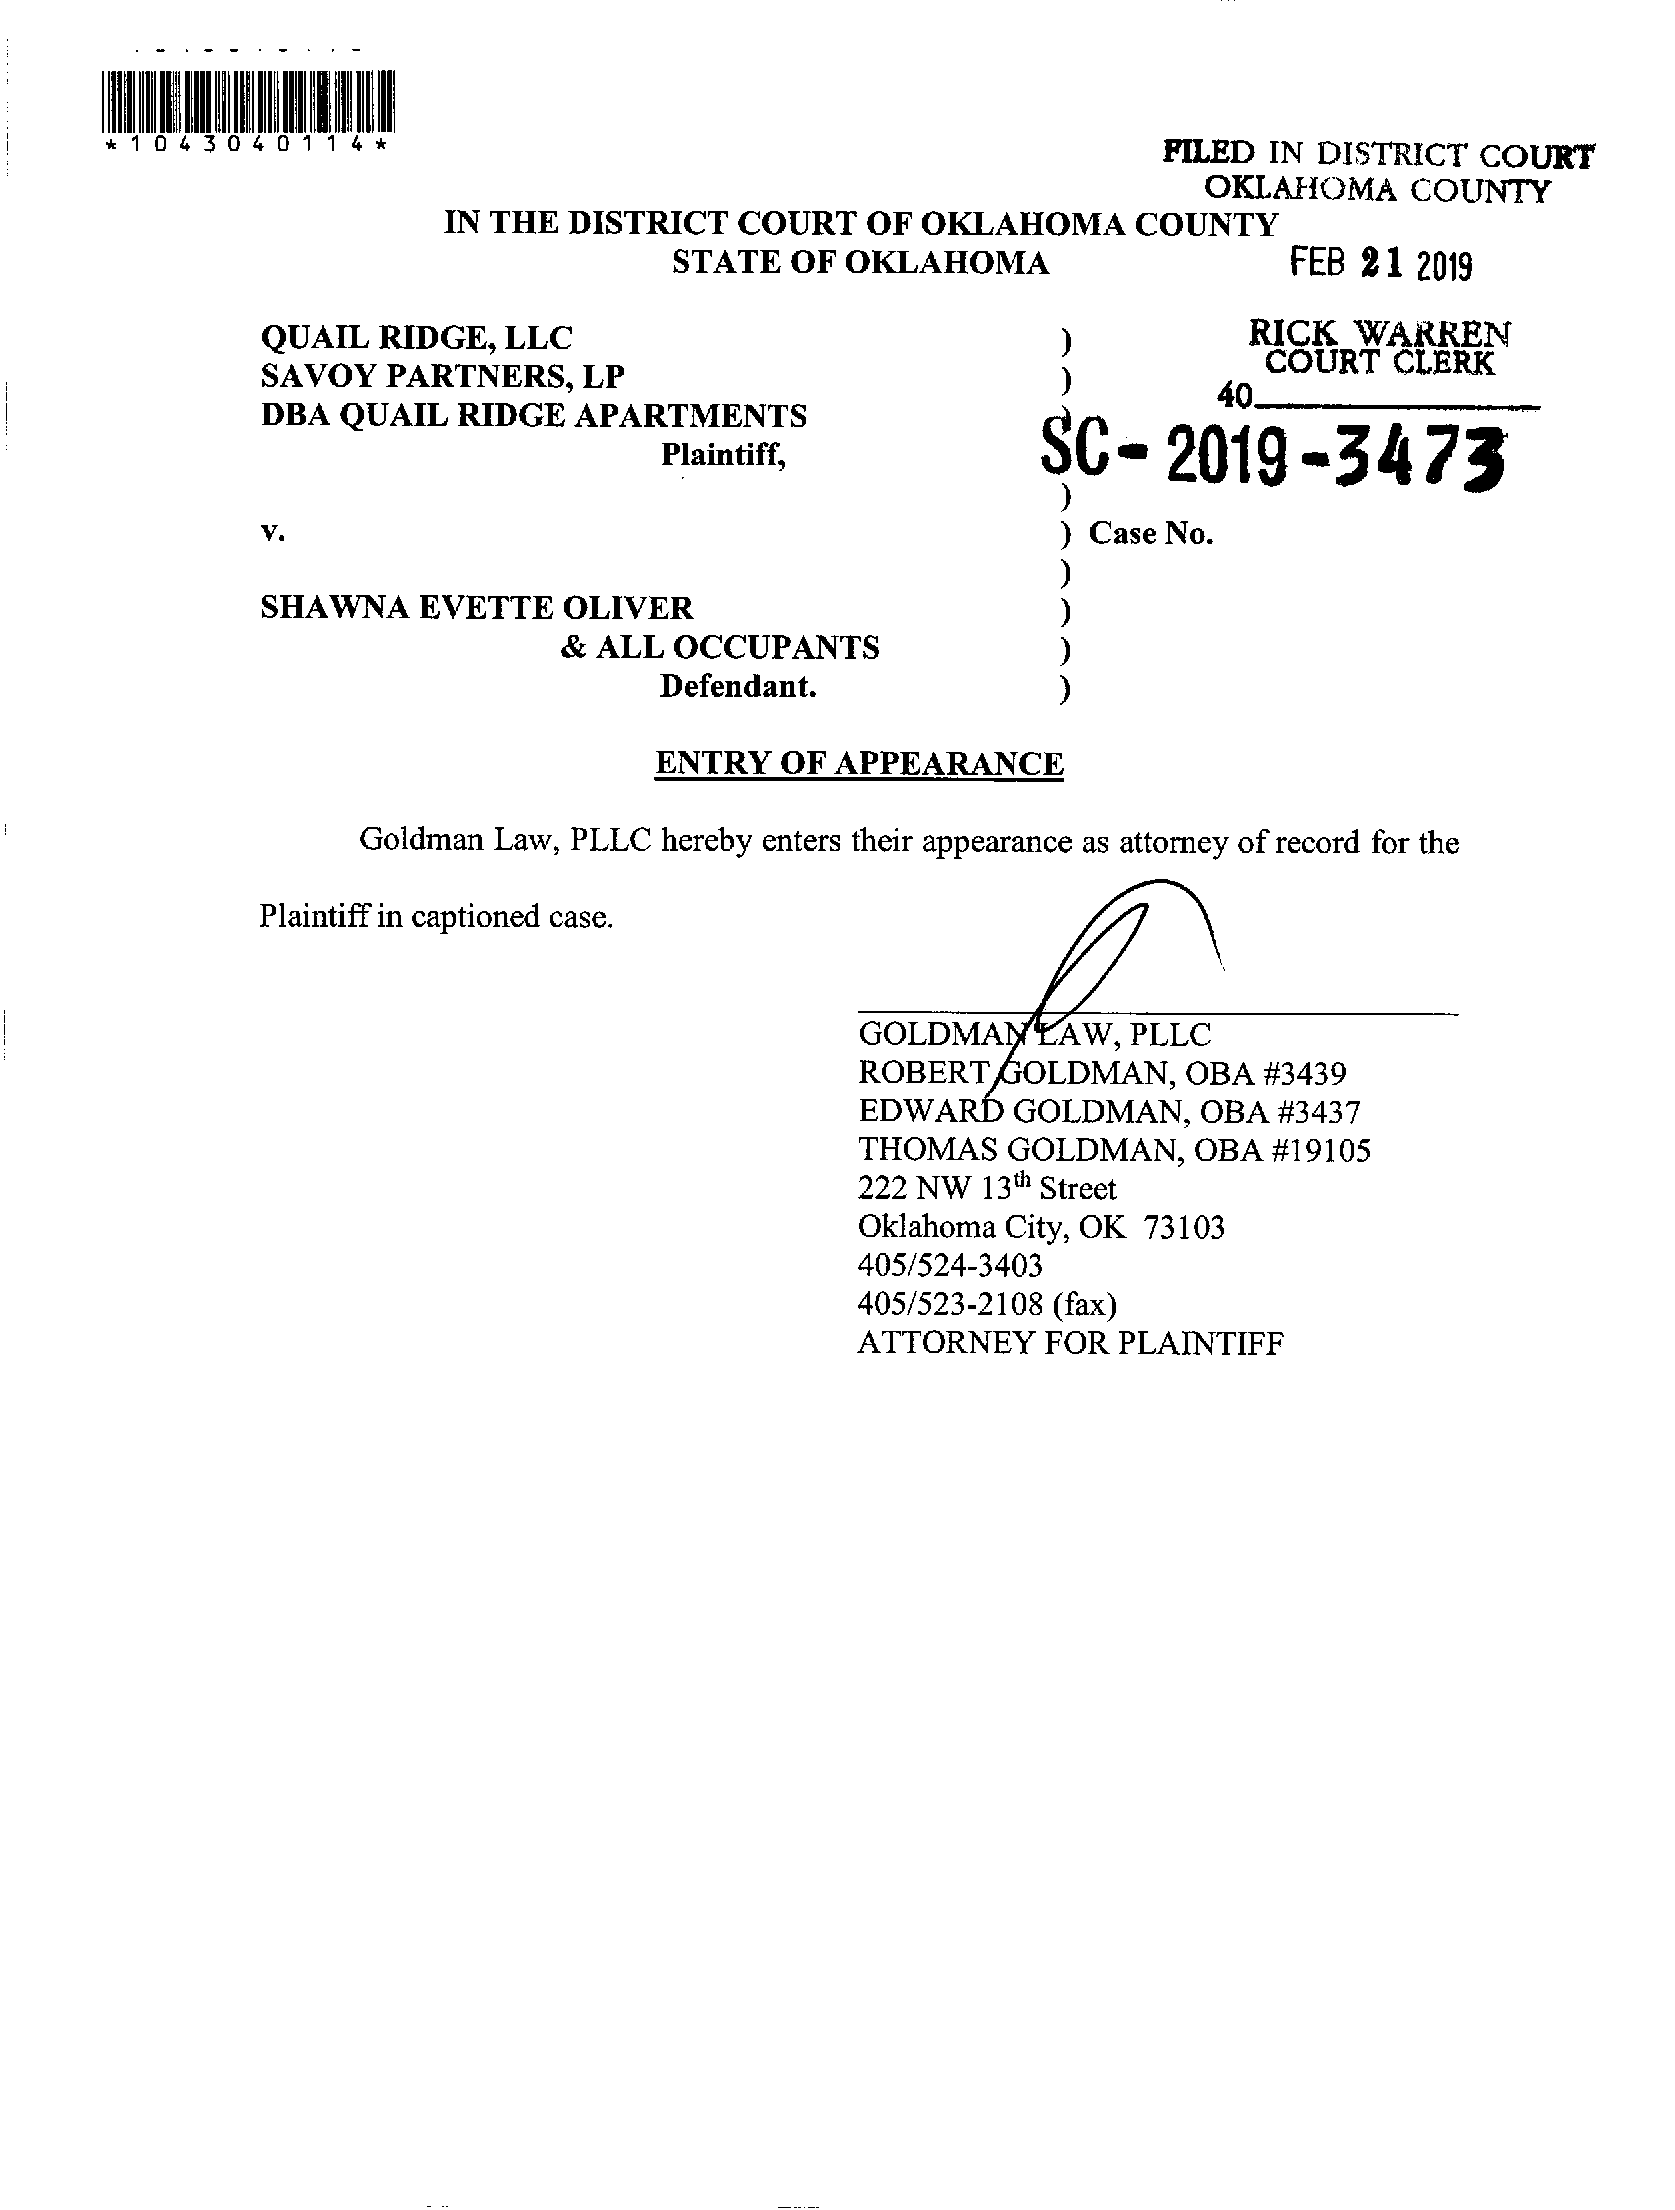 *1043040114*
FILED IN DISTRICT COURT
OKLAHOMA COUNTY
IN THE DISTRICT COURT OF OKLAHOMA COUNTY
STATE OF OKLAHOMA
FEB 21 2019
QUAIL RIDGE, LLC )
SAVOY PARTNERS, LP )
DBA QUAIL RIDGE APARTMENTS )
Plaintiff,
RICK WARREN
COURT CLERK
40
SC-2019-3473
)
v. ) Case No.
)
SHAWNA EVETTE OLIVER )
& ALL OCCUPANTS )
Defendant. )
ENTRY OF APPEARANCE
Goldman Law, PLLC hereby enters their appearance as attorney of record for the
Plaintiff in captioned case.
GOLDMAN LAW, PLLC
ROBERT GOLDMAN, OBA #3439
EDWARD GOLDMAN, OBA #3437
THOMAS GOLDMAN, OBA #19105
222 NW 13th Street
Oklahoma City, OK 73103
405/524-3403
405/523-2108 (fax)
ATTORNEY FOR PLAINTIFF